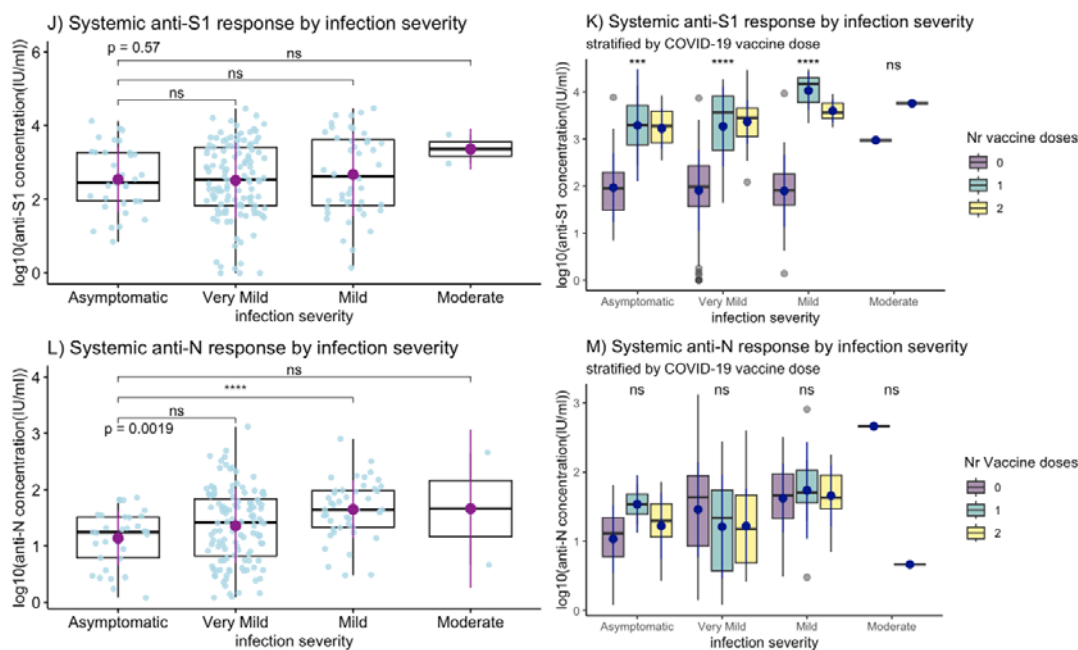 J) Systemic anti-S1 response by infection severity
p = 0.57
ns
ns
ns
6
4
2
0
log10(anti-S1 concentration(IU/ml))
Asymptomatic
Very Mild
Mild
Moderate
infection severity
K) Systemic anti-S1 response by infection severity
stratified by COVID-19 vaccine dose
***
****
****
ns
4
3
2
1
0
log10(anti-S1 concentration(IU/ml))
Asymptomatic
Very Mild
Mild
Moderate
infection severity
Nr vaccine doses
0
1
2
L) Systemic anti-N response by infection severity
ns
****
ns
p = 0.0019
4
3
2
1
0
log10(anti-N concentration(IU/ml))
Asymptomatic
Very Mild
Mild
Moderate
infection severity
M) Systemic anti-N response by infection severity
stratified by COVID-19 vaccine dose
ns
ns
ns
ns
3
2
1
0
log10(anti-N concentration(IU/ml))
Asymptomatic
Very Mild
Mild
Moderate
infection severity
Nr Vaccine doses
0
1
2